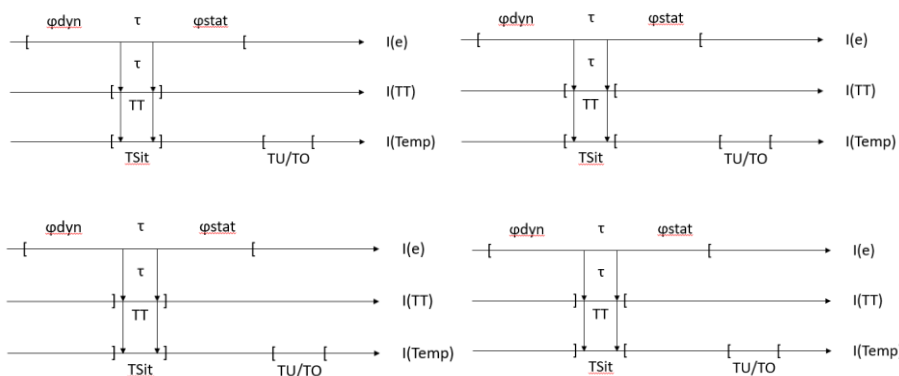 φdyn τ φstat
[ [ I(e)
τ
[ ] I(TT)
TT
[ ] [ [ I(Temp)
TSit TU/TO
φdyn τ φstat
[ [ I(e)
τ
[ [ I(TT)
TT
[ [ [ [ I(Temp)
TSit TU/TO
φdyn τ φstat
[ [ I(e)
τ
] ] I(TT)
TT
] ] [ [ I(Temp)
TSit TU/TO
φdyn τ φstat
[ [ I(e)
τ
] [ I(TT)
TT
] [ [ [ I(Temp
TSit TU/TO